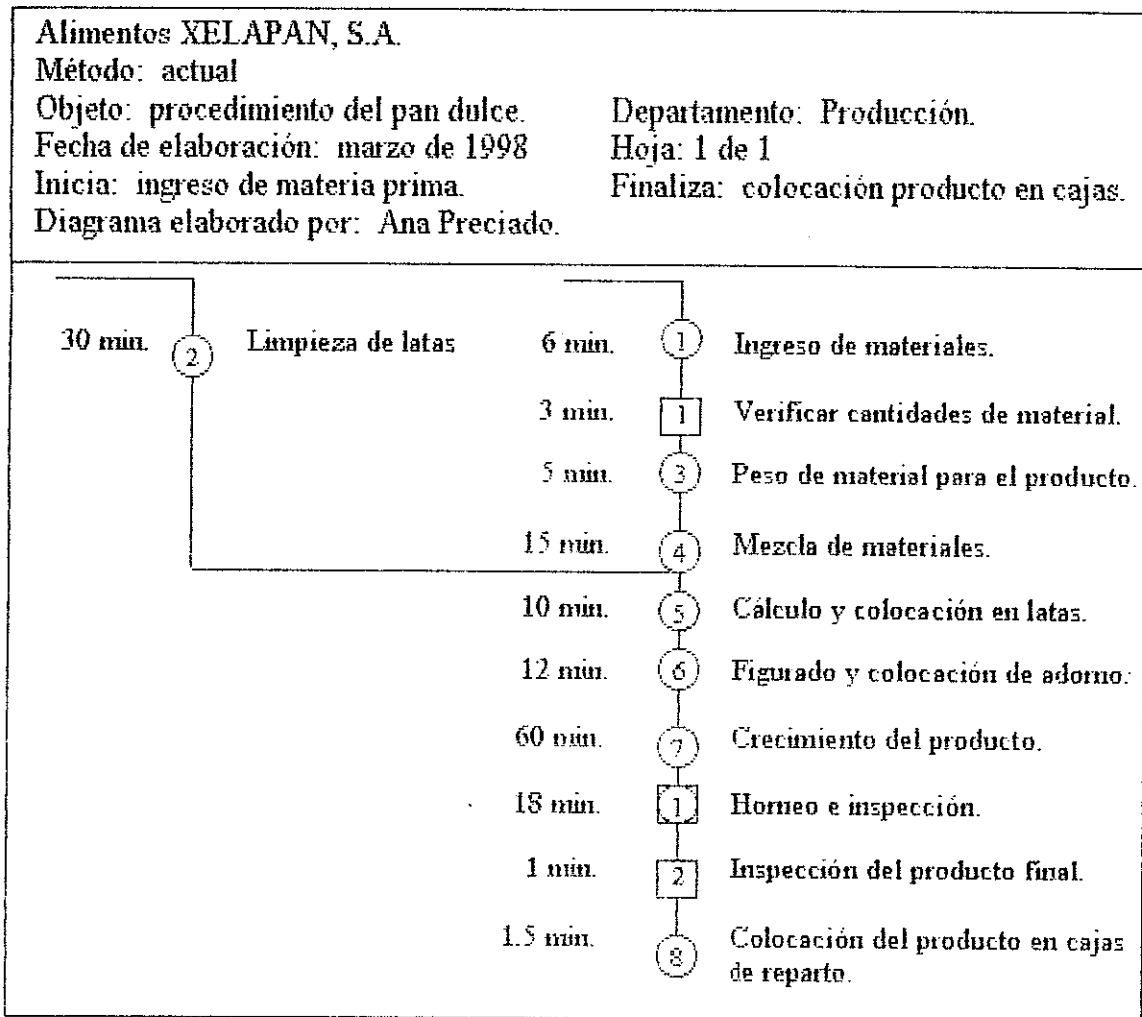 Alimentos XELAPAN, S.A.
Método: actual
Objeto: procedimiento del pan dulce. Departamento: Producción.
Fecha de elaboración: marzo de 1998 Hoja: 1 de 1
Inicia: ingreso de materia prima. Finaliza: colocación producto en cajas.
Diagrama elaborado por: Ana Preciado.
30 min. 2 Limpieza de latas 6 min. 1 Ingreso de materiales.
3 min. 1 Verificar cantidades de material.
5 min. 3 Peso de material para el producto.
15 min. 4 Mezcla de materiales.
10 min. 5 Cálculo y colocación en latas.
12 min. 6 Figurado y colocación de adorno.
60 min. 7 Crecimiento del producto.
18 min. 1 Horneo e inspección.
1 min. 2 Inspección del producto final.
1.5 min. 8 Colocación del producto en cajas
de reparto.